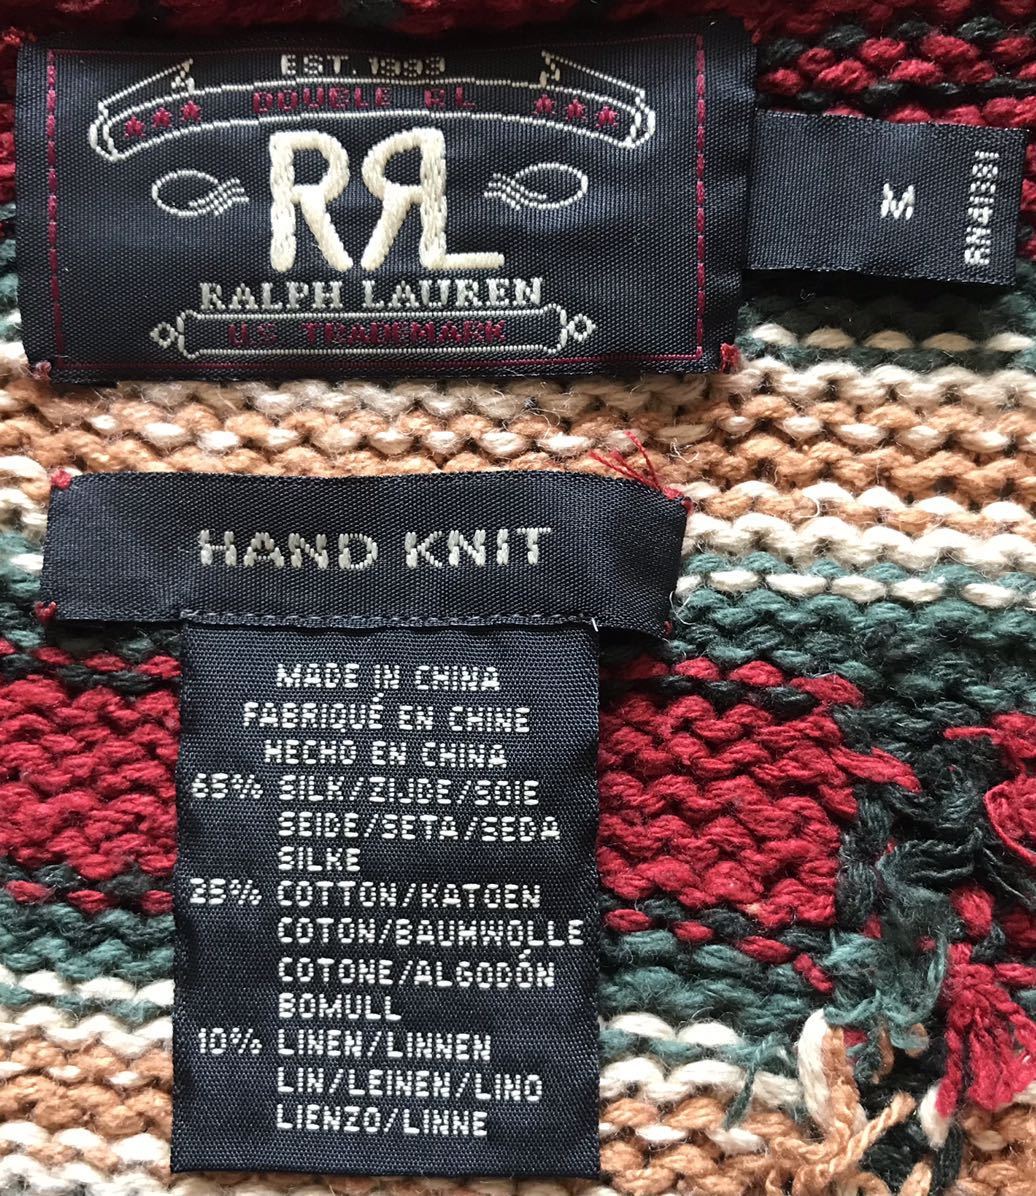 EST. 1993
DOUBLE RL
RRL
RALPH LAUREN
U.S. TRADEMARK
M
RN41381
HAND KNIT
MADE IN CHINA
FABRIQUÉ EN CHINE
HECHO EN CHINA
65% SILK/ZIJDE/SOIE
SEIDE/SETA/SEDA
SILKE
25% COTTON/KATOEN
COTON/BAUMWOLLE
COTONE/ALGODÓN
BOMULL
10% LINEN/LINNEN
LIN/LEINEN/LINO
LIENZO/LINNE